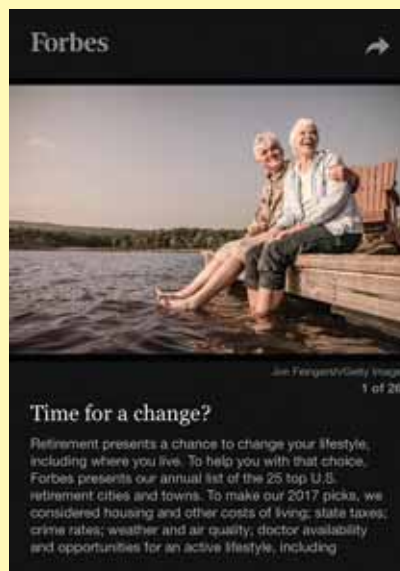 Forbes
Jon Feingersh/Getty Image
1 of 26
Time for a change?
Retirement presents a chance to change your lifestyle,
including where you live. To help you with that choice,
Forbes presents our annual list of the 25 top U.S.
retirement cities and towns. To make our 2017 picks, we
considered housing and other costs of living; state taxes;
crime rates; weather and air quality; doctor availability
and opportunities for an active lifestyle, including